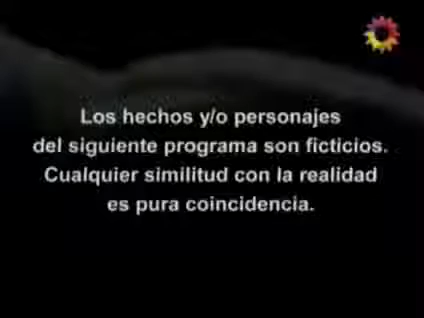 Los hechos y/o personajes
del siguiente programa son ficticios.
Cualquier similitud con la realidad
es pura coincidencia.